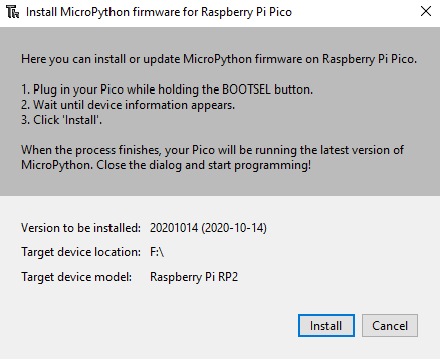 Install MicroPython firmware for Raspberry Pi Pico
Here you can install or update MicroPython firmware on Raspberry Pi Pico.
1. Plug in your Pico while holding the BOOTSEL button.
2. Wait until device information appears.
3. Click 'Install'.
When the process finishes, your Pico will be running the latest version of
MicroPython. Close the dialog and start programming!
Version to be installed: 20201014 (2020-10-14)
Target device location: F:\
Target device model: Raspberry Pi RP2
Install Cancel